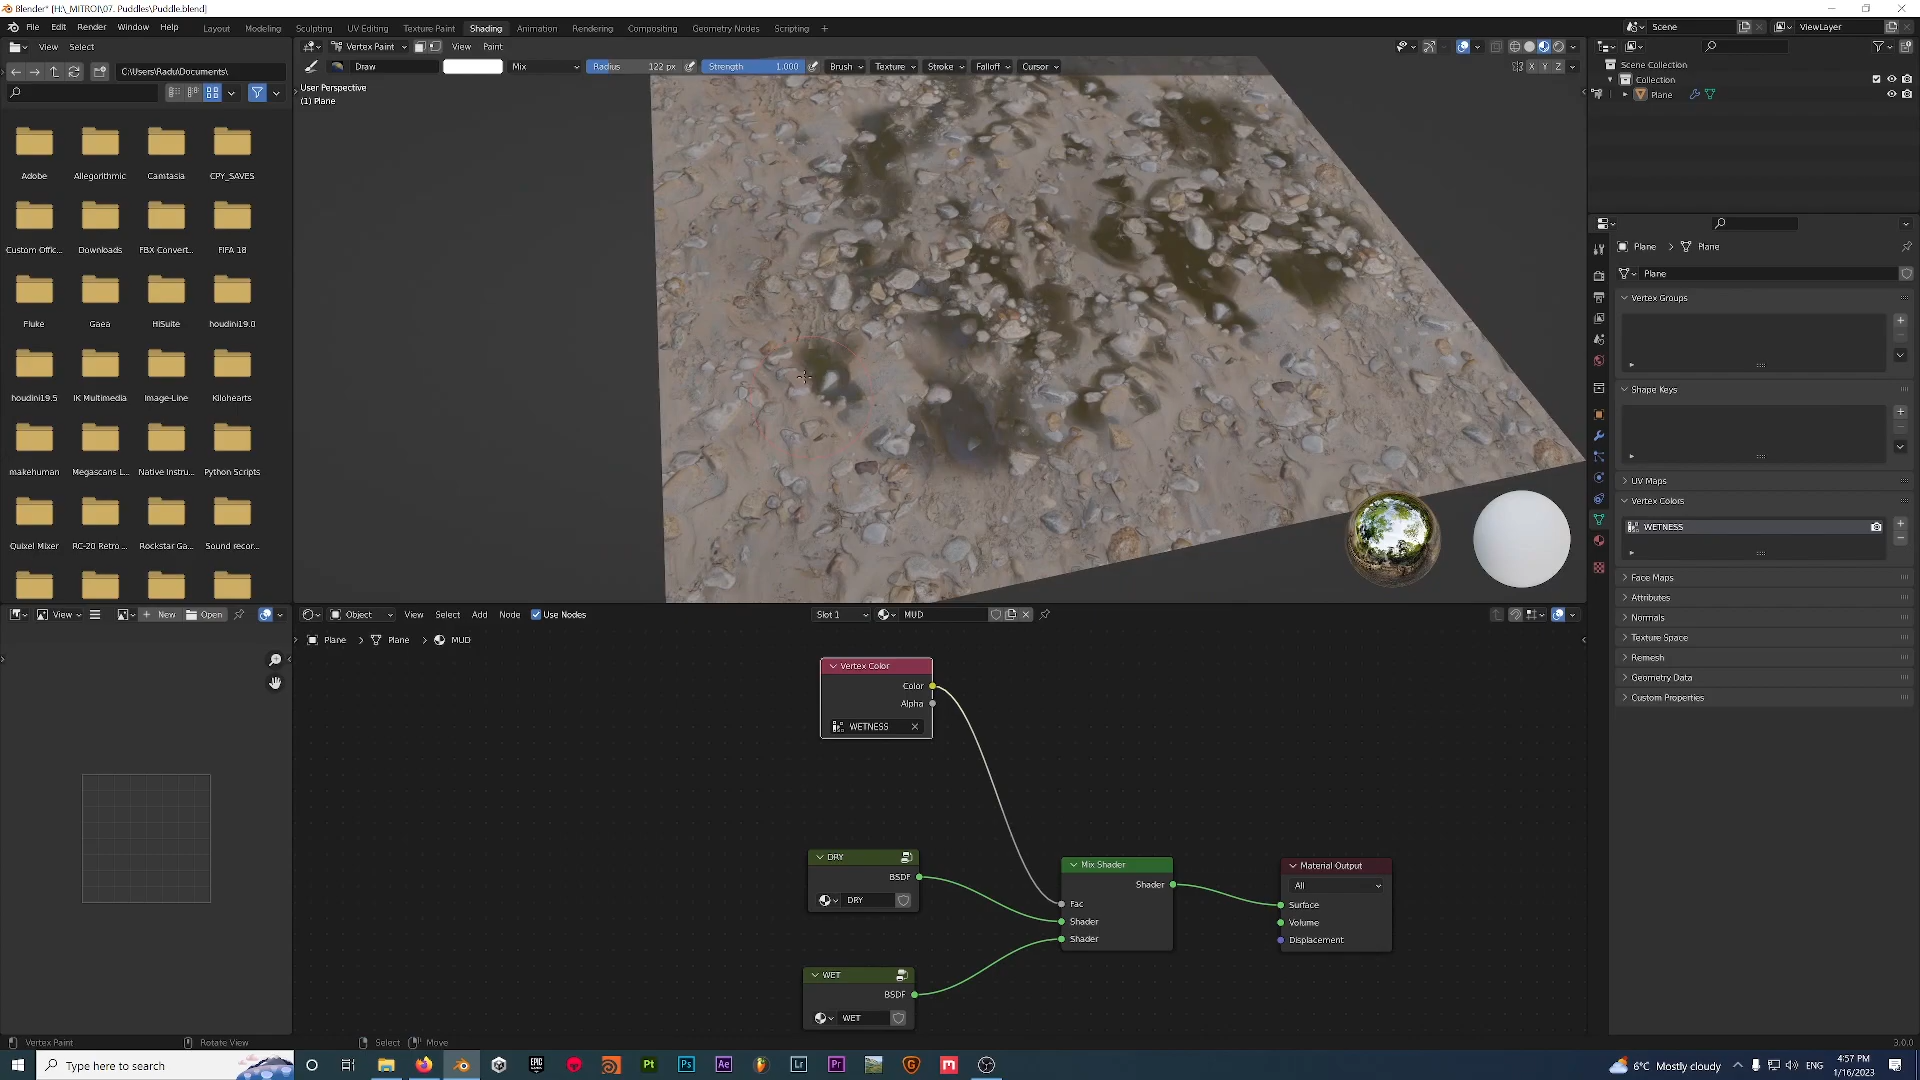 Blender* [H:\_MITROI\07. Puddles\Puddle.blend]
File Edit Render Window Help
Layout Modeling Sculpting UV Editing Texture Paint Shading Animation Rendering Compositing Geometry Nodes Scripting +
Scene ViewLayer
View Select
Vertex Paint View Paint
C:\Users\Radu\Documents\
Draw Mix Radius 122 px Strength 1.000 Brush Texture Stroke Falloff Cursor
X Y Z
User Perspective
(1) Plane
Scene Collection
Collection
Plane
Adobe Allegorithmic Camtasia CPY_SAVES
Custom Offic... Downloads FBX Convert... FIFA 18
Fluke Gaea HiSuite houdini19.0
houdini19.5 IK Multimedia Image-Line Kilohearts
makehuman Megascans L... Native Instru... Python Scripts
Quixel Mixer RC-20 Retro ... Rockstar Ga... Sound recor...
Plane > Plane
Plane
Vertex Groups
Shape Keys
UV Maps
Vertex Colors
WETNESS
Face Maps
Attributes
Normals
Texture Space
Remesh
Geometry Data
Custom Properties
View New Open
Object View Select Add Node Use Nodes Slot 1 MUD
Plane > Plane > MUD
Vertex Color
Color
Alpha
WETNESS
DRY
BSDF
DRY
WET
BSDF
WET
Mix Shader
Shader
Fac
Shader
Shader
Material Output
All
Surface
Volume
Displacement
Vertex Paint Rotate View Select Move 3.0.0
Type here to search
Pt Ps Ae Lr Pr
6°C Mostly cloudy ENG
4:57 PM
1/16/2023